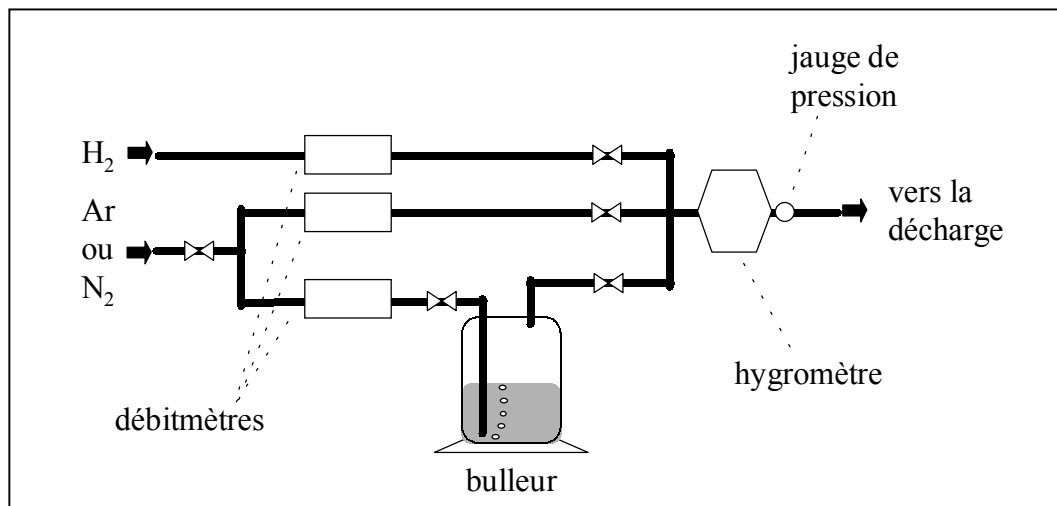 jauge de
pression
H₂
Ar
ou
N₂
vers la
décharge
hygromètre
débitmètres
bulleur